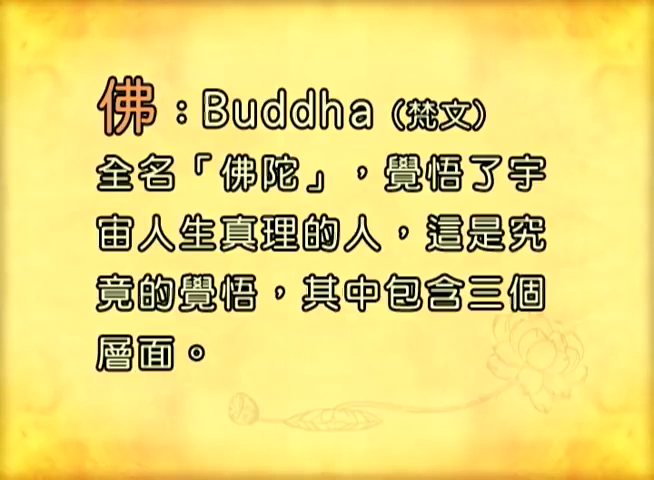 佛：Buddha（梵文）
全名「佛陀」，覺悟了宇
宙人生真理的人，這是究
竟的覺悟，其中包含三個
層面。